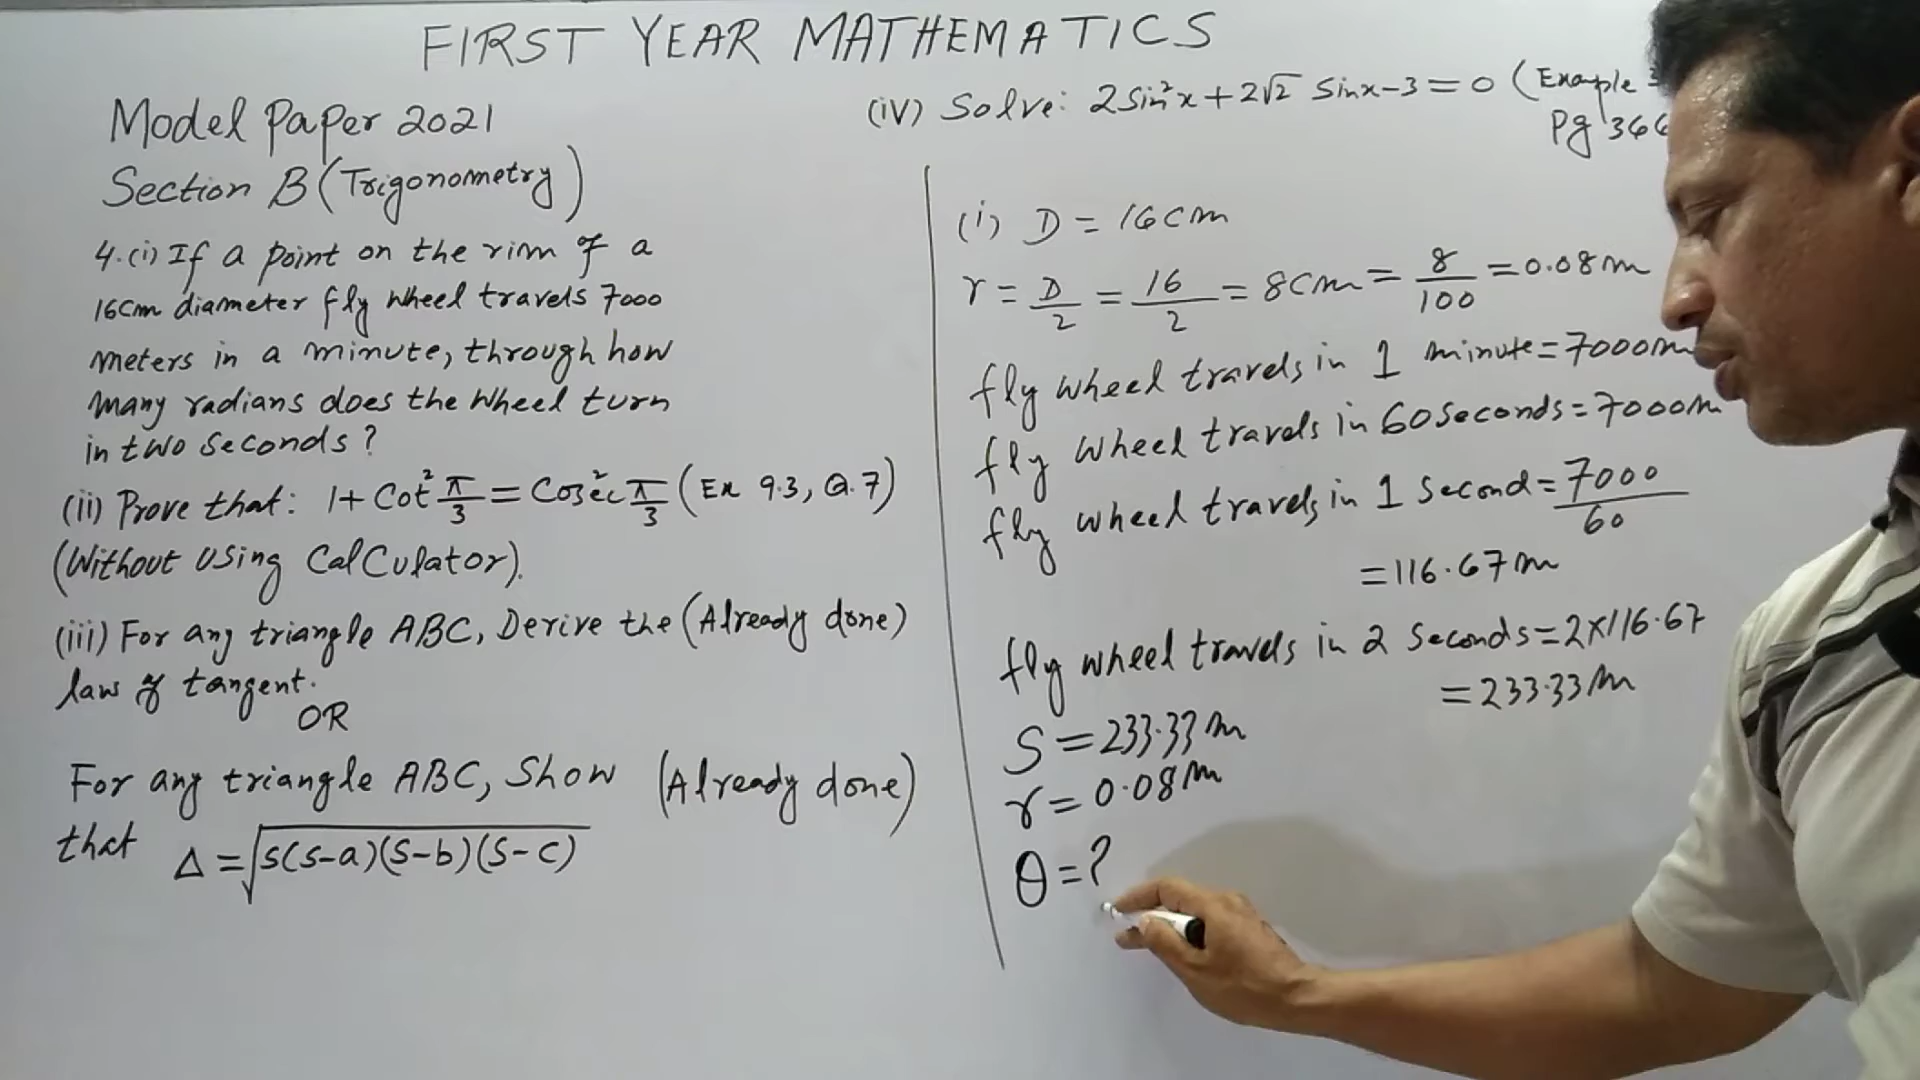 FIRST YEAR MATHEMATICS
Model Paper 2021
Section B (Trigonometry)
4.(i) If a point on the rim of a
16cm diameter fly wheel travels 7000
meters in a minute, through how
many radians does the wheel turn
in two seconds?
(ii) Prove that: 1 + Cot² π/3 = Cosec² π/3 (Ex 9.3, Q.7)
(Without Using Calculator).
(iii) For any triangle ABC, Derive the (Already done)
law of tangent.
OR
For any triangle ABC, Show (Already done)
that Δ = √s(s-a)(s-b)(s-c)
(iv) Solve: 2 Sin²x + 2√2 Sinx - 3 = 0 (Example
Pg 366
(i) D = 16cm
r = D/2 = 16/2 = 8cm = 8/100 = 0.08m
fly wheel travels in 1 minute = 7000m
fly wheel travels in 60 seconds = 7000m
fly wheel travels in 1 second = 7000/60
= 116.67m
fly wheel travels in 2 seconds = 2×116.67
= 233.33m
S = 233.33m
r = 0.08m
θ = ?